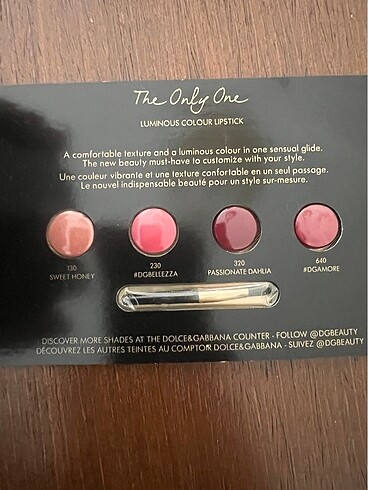 The Only One
LUMINOUS COLOUR LIPSTICK
A comfortable texture and a luminous colour in one sensual glide.
The new beauty must-have to customize with your style.
Une couleur vibrante et une texture confortable en un seul passage.
Le nouvel indispensable beauté pour un style sur-mesure.
130
SWEET HONEY
230
#DGBELLEZZA
320
PASSIONATE DAHLIA
640
#DGAMORE
DISCOVER MORE SHADES AT THE DOLCE&GABBANA COUNTER - FOLLOW @DGBEAUTY
DÉCOUVREZ LES AUTRES TEINTES AU COMPTOIR DOLCE&GABBANA - SUIVEZ @DGBEAUTY